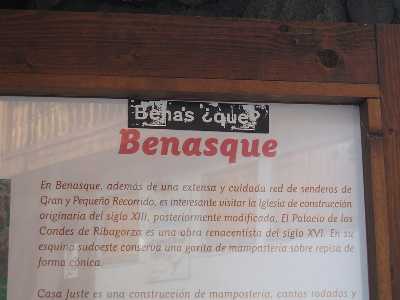 Benas ¿que?
Benasque
En Benasque, además de una extensa y cuidada red de senderos de
Gran y Pequeño Recorrido, es interesante visitar la Iglesia de construcción
originaria del siglo XIII, posteriormente modificada, El Palacio de los
Condes de Ribagorza es una obra renacentista del siglo XVI. En su
esquina sudoeste conserva una garita de mampostería sobre repisa de
forma cónica.
Casa Juste es una construcción de mampostería, cantos rodados y